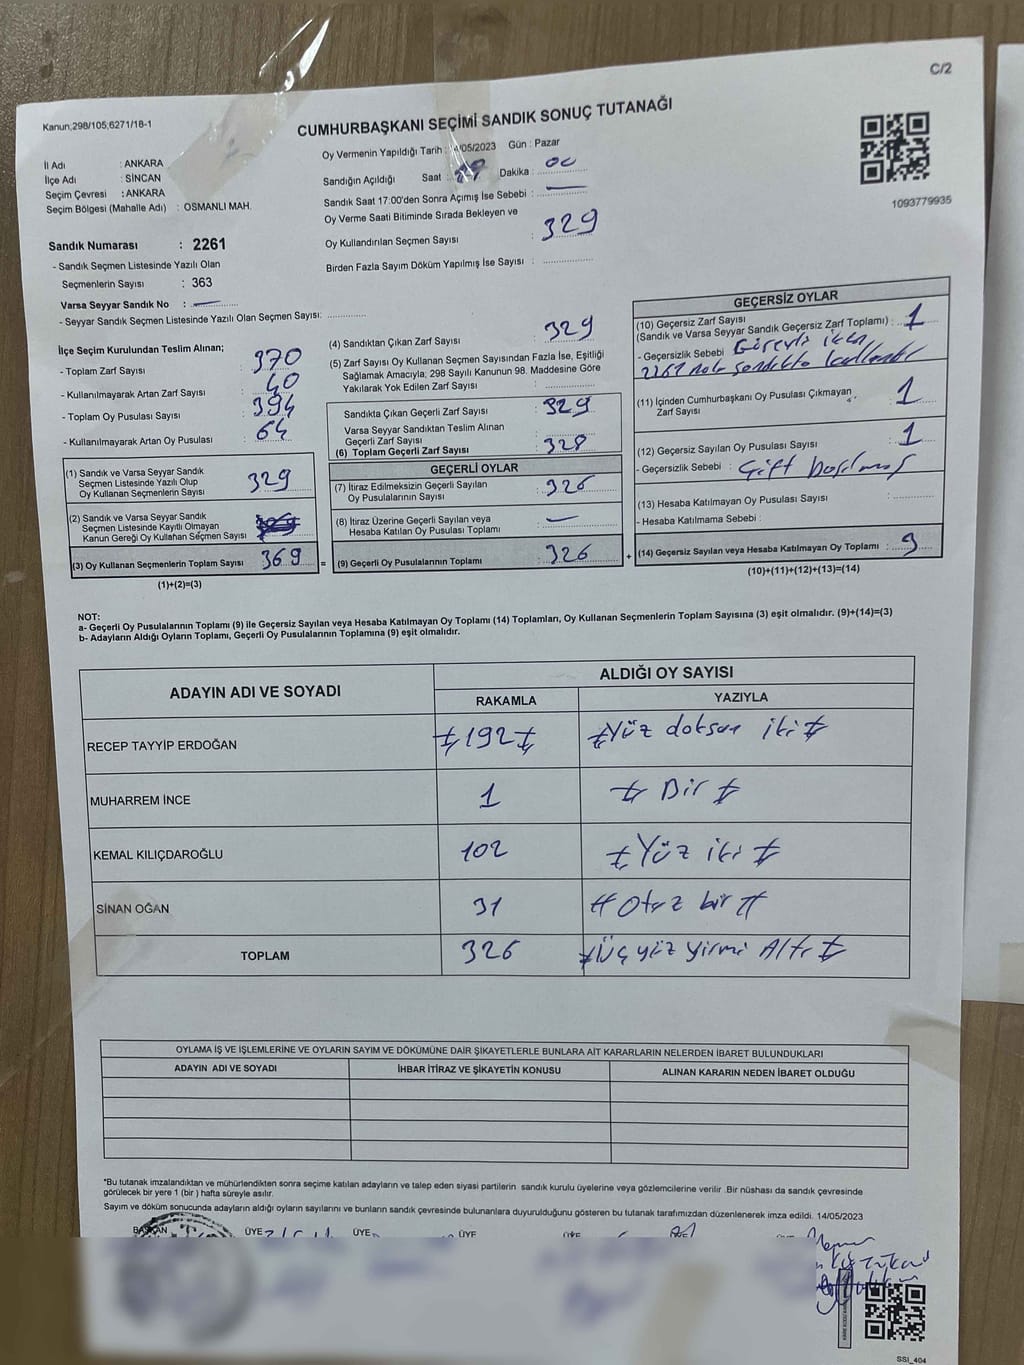 C/2
Kanun;298/105;6271/18-1
CUMHURBAŞKANI SEÇİMİ SANDIK SONUÇ TUTANAĞI
1093779935
İl Adı : ANKARA
İlçe Adı : SİNCAN
Seçim Çevresi : ANKARA
Seçim Bölgesi (Mahalle Adı) : OSMANLI MAH.
Sandık Numarası : 2261
- Sandık Seçmen Listesinde Yazılı Olan
Seçmenlerin Sayısı : 363
Varsa Seyyar Sandık No : —
- Seyyar Sandık Seçmen Listesinde Yazılı Olan Seçmen Sayısı:
Oy Vermenin Yapıldığı Tarih : /05/2023 Gün : Pazar
Sandığın Açıldığı Saat : Dakika : 00
Sandık Saat 17:00'den Sonra Açımış İse Sebebi : —
Oy Verme Saati Bitiminde Sırada Bekleyen ve
Oy Kullandırılan Seçmen Sayısı : 329
Birden Fazla Sayım Döküm Yapılmış İse Sayısı :
İlçe Seçim Kurulundan Teslim Alınan;
- Toplam Zarf Sayısı : 370
- Kullanılmayarak Artan Zarf Sayısı : 40
- Toplam Oy Pusulası Sayısı : 394
- Kullanılmayarak Artan Oy Pusulası : 64
(1) Sandık ve Varsa Seyyar Sandık
Seçmen Listesinde Yazılı Olup
Oy Kullanan Seçmenlerin Sayısı : 329
(2) Sandık ve Varsa Seyyar Sandık
Seçmen Listesinde Kayıtlı Olmayan
Kanun Gereği Oy Kullanan Seçmen Sayısı :
(3) Oy Kullanan Seçmenlerin Toplam Sayısı : 369 =
(1)+(2)=(3)
(4) Sandıktan Çıkan Zarf Sayısı : 329
(5) Zarf Sayısı Oy Kullanan Seçmen Sayısından Fazla İse, Eşitliği
Sağlamak Amacıyla; 298 Sayılı Kanunun 98. Maddesine Göre
Yakılarak Yok Edilen Zarf Sayısı :
Sandıkta Çıkan Geçerli Zarf Sayısı : 329
Varsa Seyyar Sandıktan Teslim Alınan
Geçerli Zarf Sayısı :
(6) Toplam Geçerli Zarf Sayısı : 328
GEÇERLİ OYLAR
(7) İtiraz Edilmeksizin Geçerli Sayılan
Oy Pusulalarının Sayısı : 326
(8) İtiraz Üzerine Geçerli Sayılan veya
Hesaba Katılan Oy Pusulası Toplamı : —
(9) Geçerli Oy Pusulalarının Toplamı : 326 +
GEÇERSİZ OYLAR
(10) Geçersiz Zarf Sayısı
(Sandık ve Varsa Seyyar Sandık Geçersiz Zarf Toplamı) : 1
- Geçersizlik Sebebi : Görevli iken
2261 nolu sandıkta kullandı
(11) İçinden Cumhurbaşkanı Oy Pusulası Çıkmayan
Zarf Sayısı : 1
(12) Geçersiz Sayılan Oy Pusulası Sayısı : 1
- Geçersizlik Sebebi : Çift basılmış
(13) Hesaba Katılmayan Oy Pusulası Sayısı :
- Hesaba Katılmama Sebebi :
(14) Geçersiz Sayılan veya Hesaba Katılmayan Oy Toplamı : 3
(10)+(11)+(12)+(13)=(14)
NOT:
a- Geçerli Oy Pusulalarının Toplamı (9) ile Geçersiz Sayılan veya Hesaba Katılmayan Oy Toplamı (14) Toplamları, Oy Kullanan Seçmenlerin Toplam Sayısına (3) eşit olmalıdır. (9)+(14)=(3)
b- Adayların Aldığı Oyların Toplamı, Geçerli Oy Pusulalarının Toplamına (9) eşit olmalıdır.
ADAYIN ADI VE SOYADI ALDIĞI OY SAYISI
RAKAMLA YAZIYLA
RECEP TAYYİP ERDOĞAN #192# #Yüz doksan iki#
MUHARREM İNCE 1 # Bir #
KEMAL KILIÇDAROĞLU 102 #Yüz iki #
SİNAN OĞAN 31 # Otuz bir #
TOPLAM 326 #Üçyüz yirmi Altı #
OYLAMA İŞ VE İŞLEMLERİNE VE OYLARIN SAYIM VE DÖKÜMÜNE DAİR ŞİKAYETLERLE BUNLARA AİT KARARLARIN NELERDEN İBARET BULUNDUKLARI
ADAYIN ADI VE SOYADI İHBAR İTİRAZ VE ŞİKAYETİN KONUSU ALINAN KARARIN NEDEN İBARET OLDUĞU
*Bu tutanak imzalandıktan ve mühürlendikten sonra seçime katılan adayların ve talep eden siyasi partilerin sandık kurulu üyelerine veya gözlemcilerine verilir .Bir nüshası da sandık çevresinde
görülecek bir yere 1 (bir ) hafta süreyle asılır.
Sayım ve döküm sonucunda adayların aldığı oyların sayılarını ve bunların sandık çevresinde bulunanlara duyurulduğunu gösteren bu tutanak tarafımızdan düzenlenerek imza edildi. 14/05/2023
BAŞKAN ÜYE ÜYE ÜYE ÜYE
SSI_404